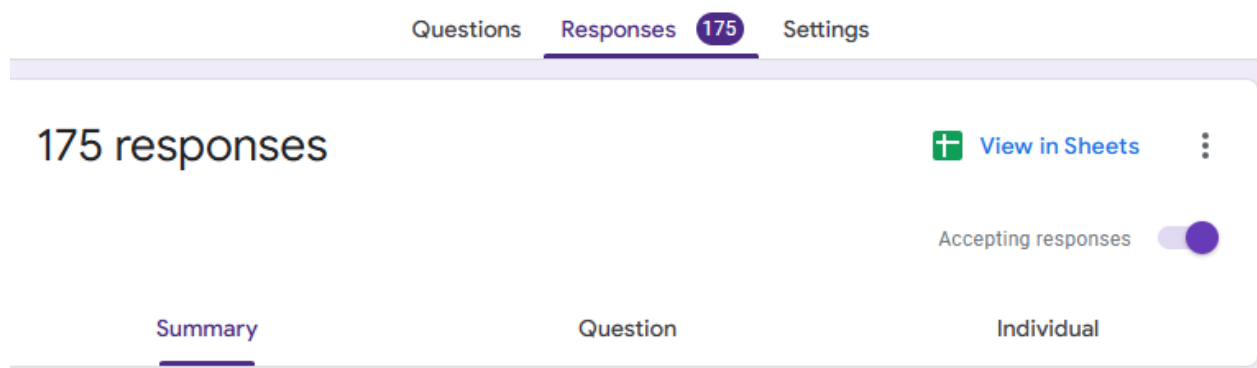 Questions Responses 175 Settings
175 responses
View in Sheets
Accepting responses
Summary Question Individual